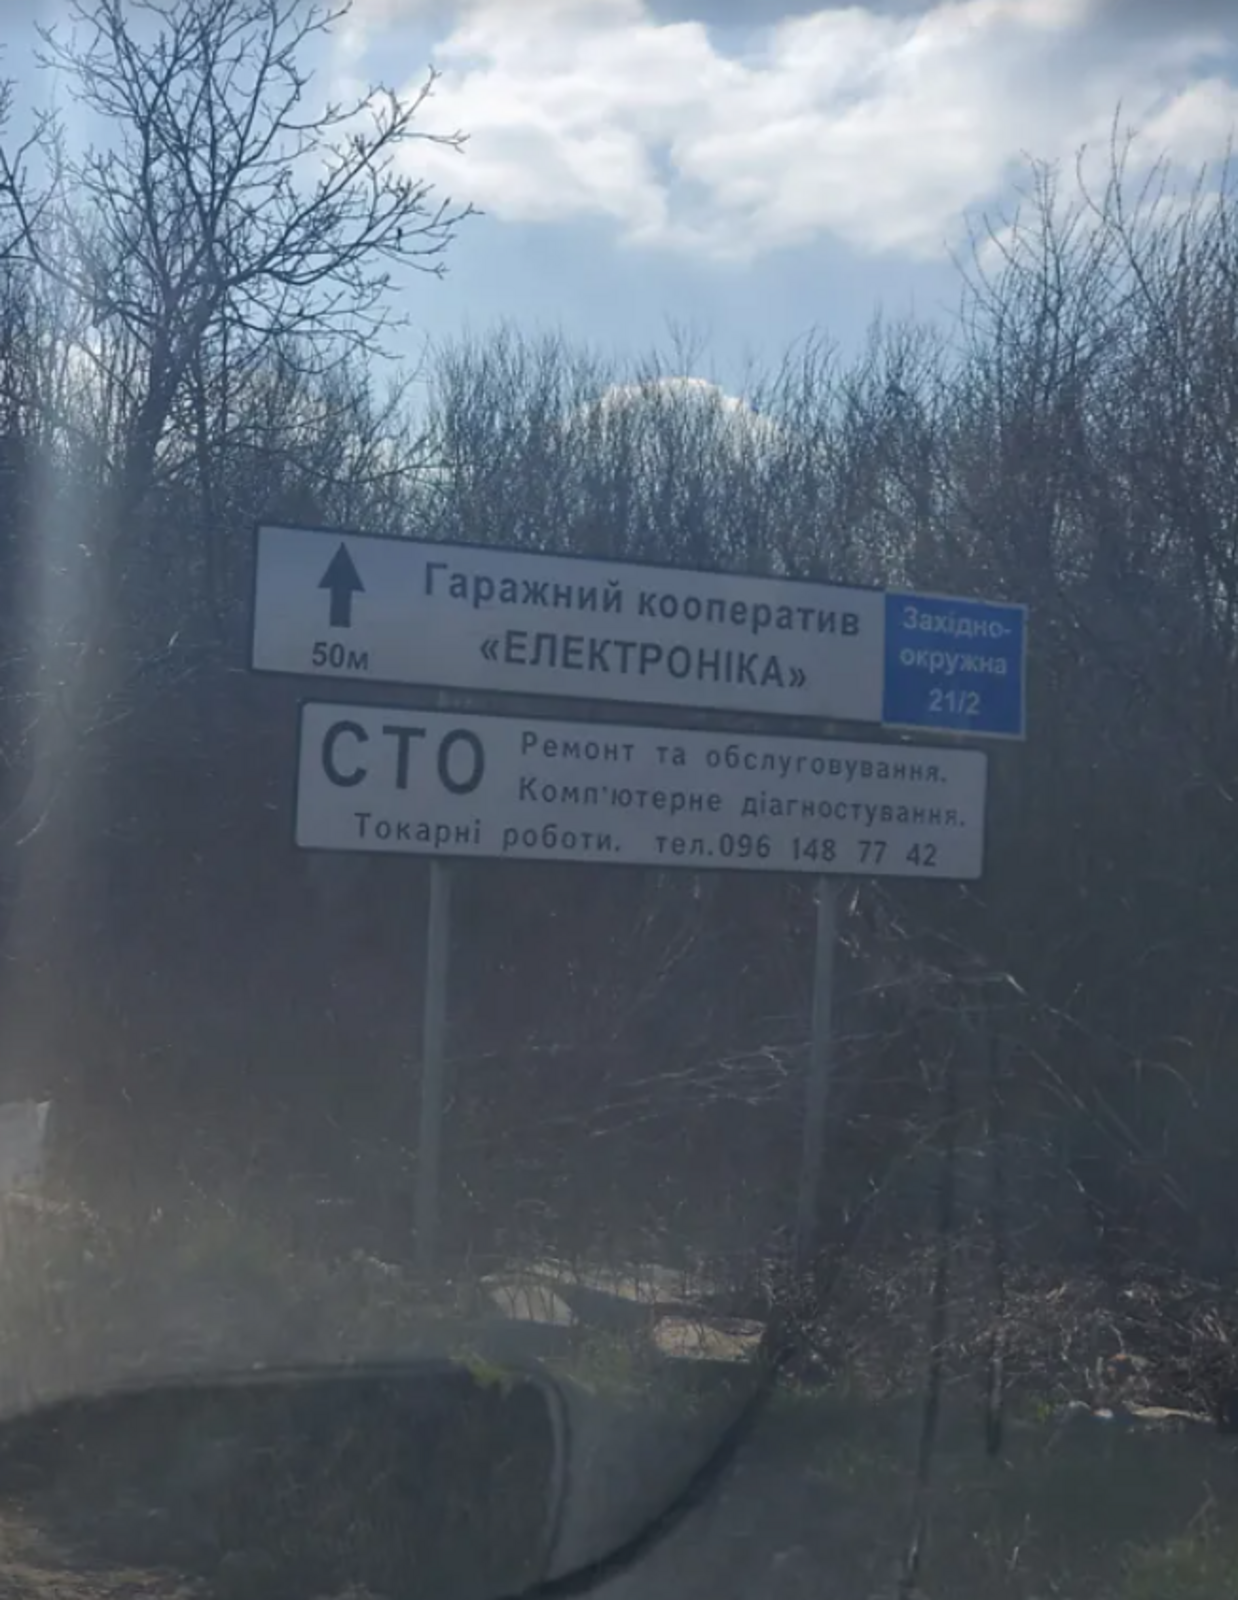 Гаражний кооператив
«ЕЛЕКТРОНІКА»
50м
Західно-
окружна
21/2
СТО
Ремонт та обслуговування.
Комп'ютерне діагностування.
Токарні роботи. тел.096 148 77 42